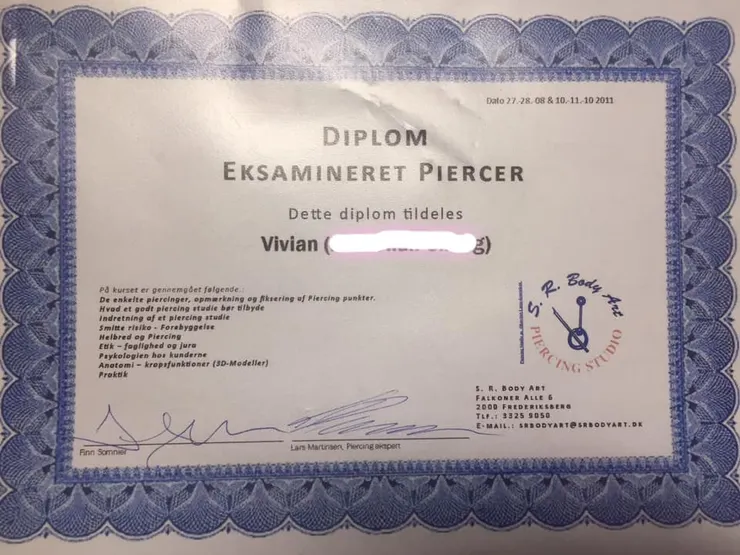 Dato 27.-28.-08 & 10.-11.-10 2011
DIPLOM
EKSAMINERET PIERCER
Dette diplom tildeles
Vivian ( g)
På kurset er gennemgået følgende.:
De enkelte piercinger, opmærkning og fiksering af Piercing punkter.
Hvad et godt piercing studie bør tilbyde
Indretning af et piercing studie
Smitte risiko - Forebyggelse
Helbred og Piercing
Etik – faglighed og jura
Psykologien hos kunderne
Anatomi – kropsfunktioner (3D-Modeller)
Praktik
S. R. Body Art
PIERCING STUDIO
S. R. BODY ART
FALKONER ALLE 6
2000 FREDERIKSBERG
TLF.: 3325 9050
E-MAIL.: SRBODYART@SRBODYART.DK
Finn Somnier
Lars Martinsen, Piercing ekspert